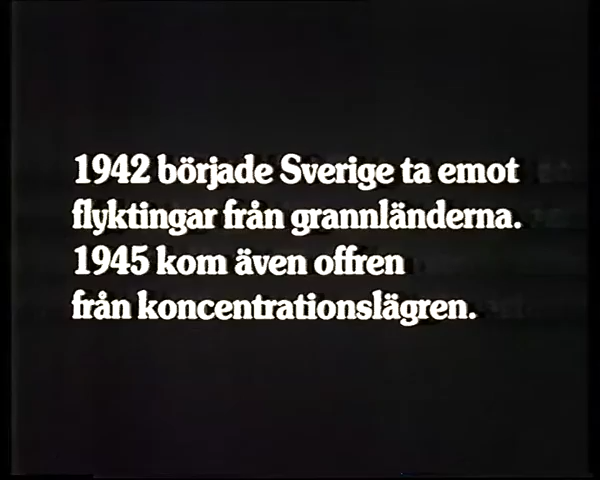 1942 började Sverige ta emot
flyktingar från grannländerna.
1945 kom även offren
från koncentrationslägren.